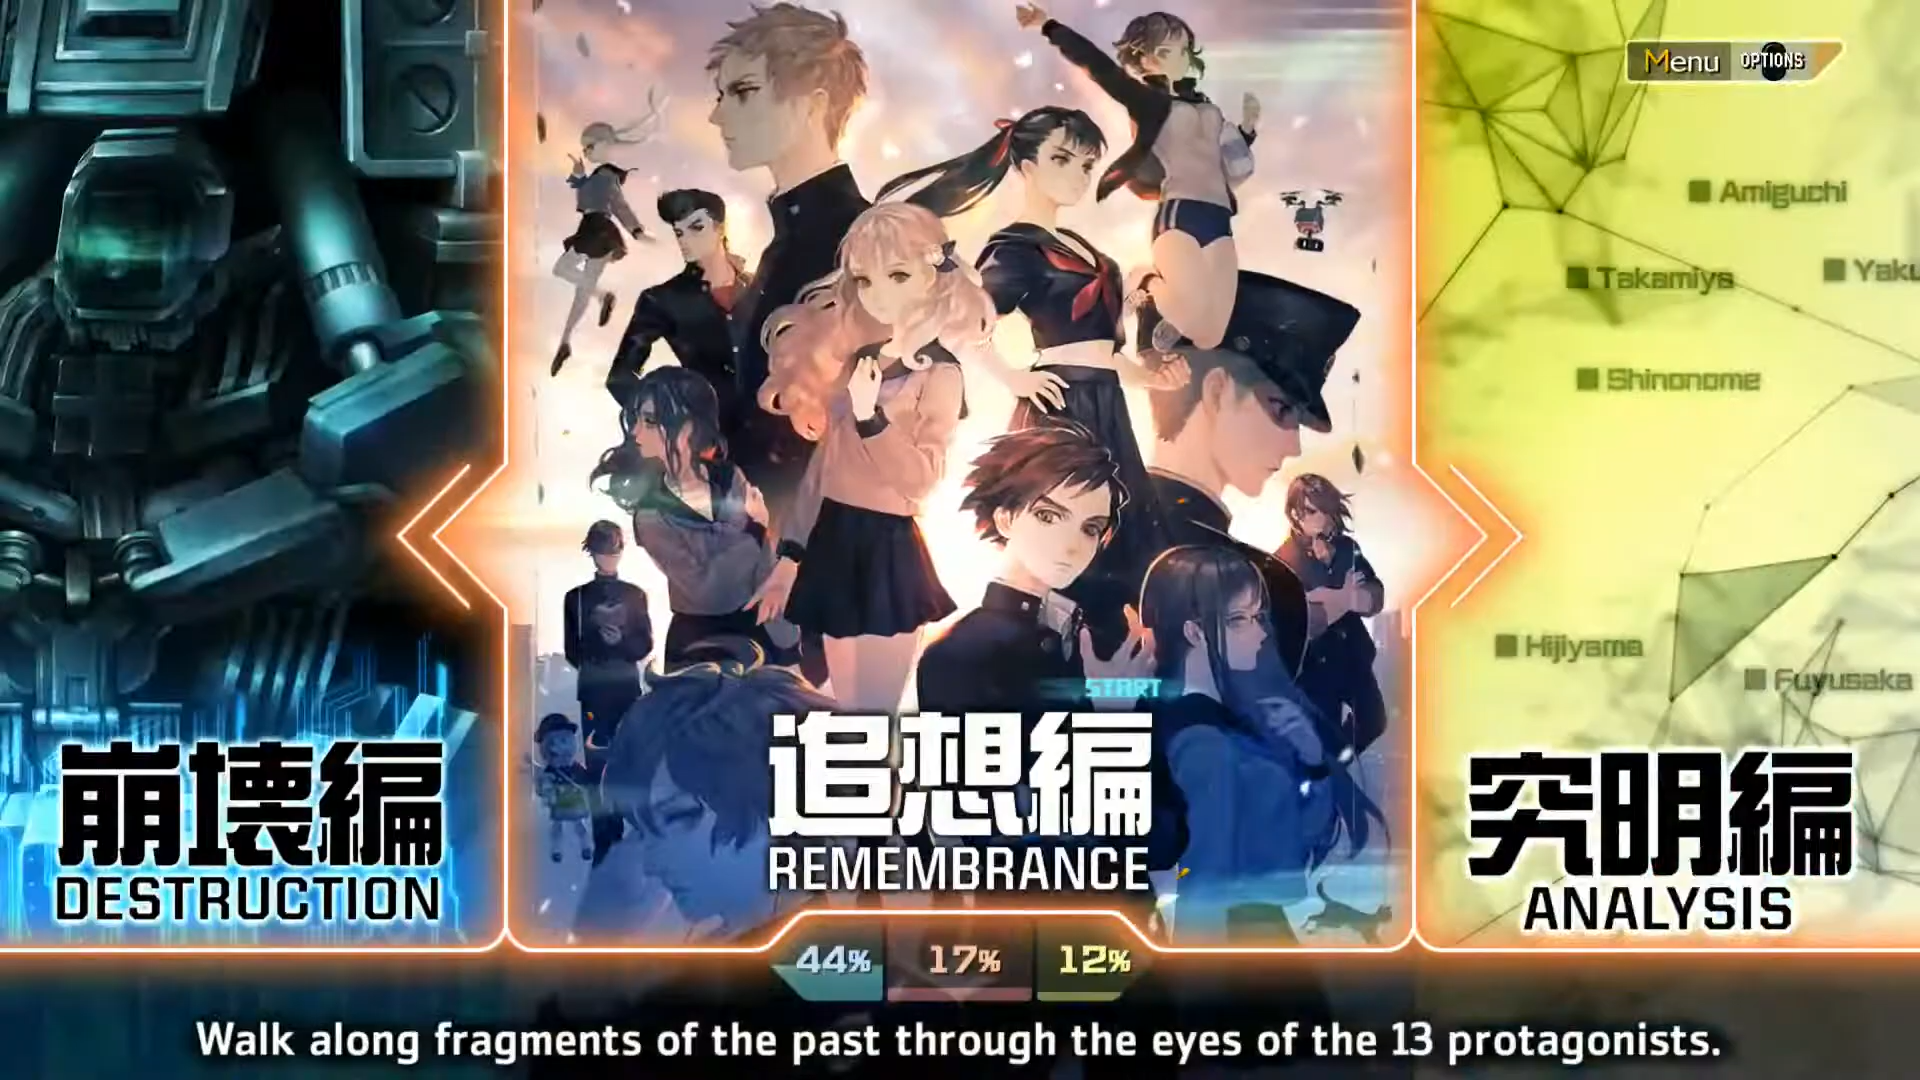 Menu OPTIONS
Amiguchi
Takamiya
Shinonome
Hijiyama
Fuyusaka
START
崩壊編
DESTRUCTION
追想編
REMEMBRANCE
究明編
ANALYSIS
44% 17% 12%
Walk along fragments of the past through the eyes of the 13 protagonists.